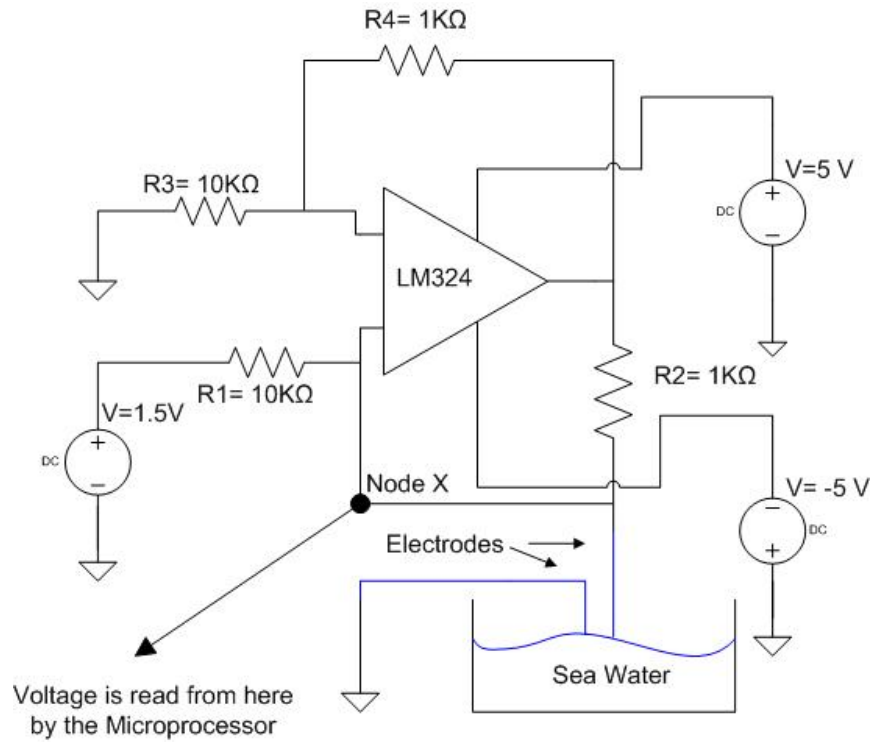 R4= 1KΩ
R3= 10KΩ
V=5 V
DC
+
−
LM324
R1= 10KΩ
R2= 1KΩ
V=1.5V
DC
+
−
Node X
V= -5 V
−
+
DC
Electrodes
Sea Water
Voltage is read from here
by the Microprocessor